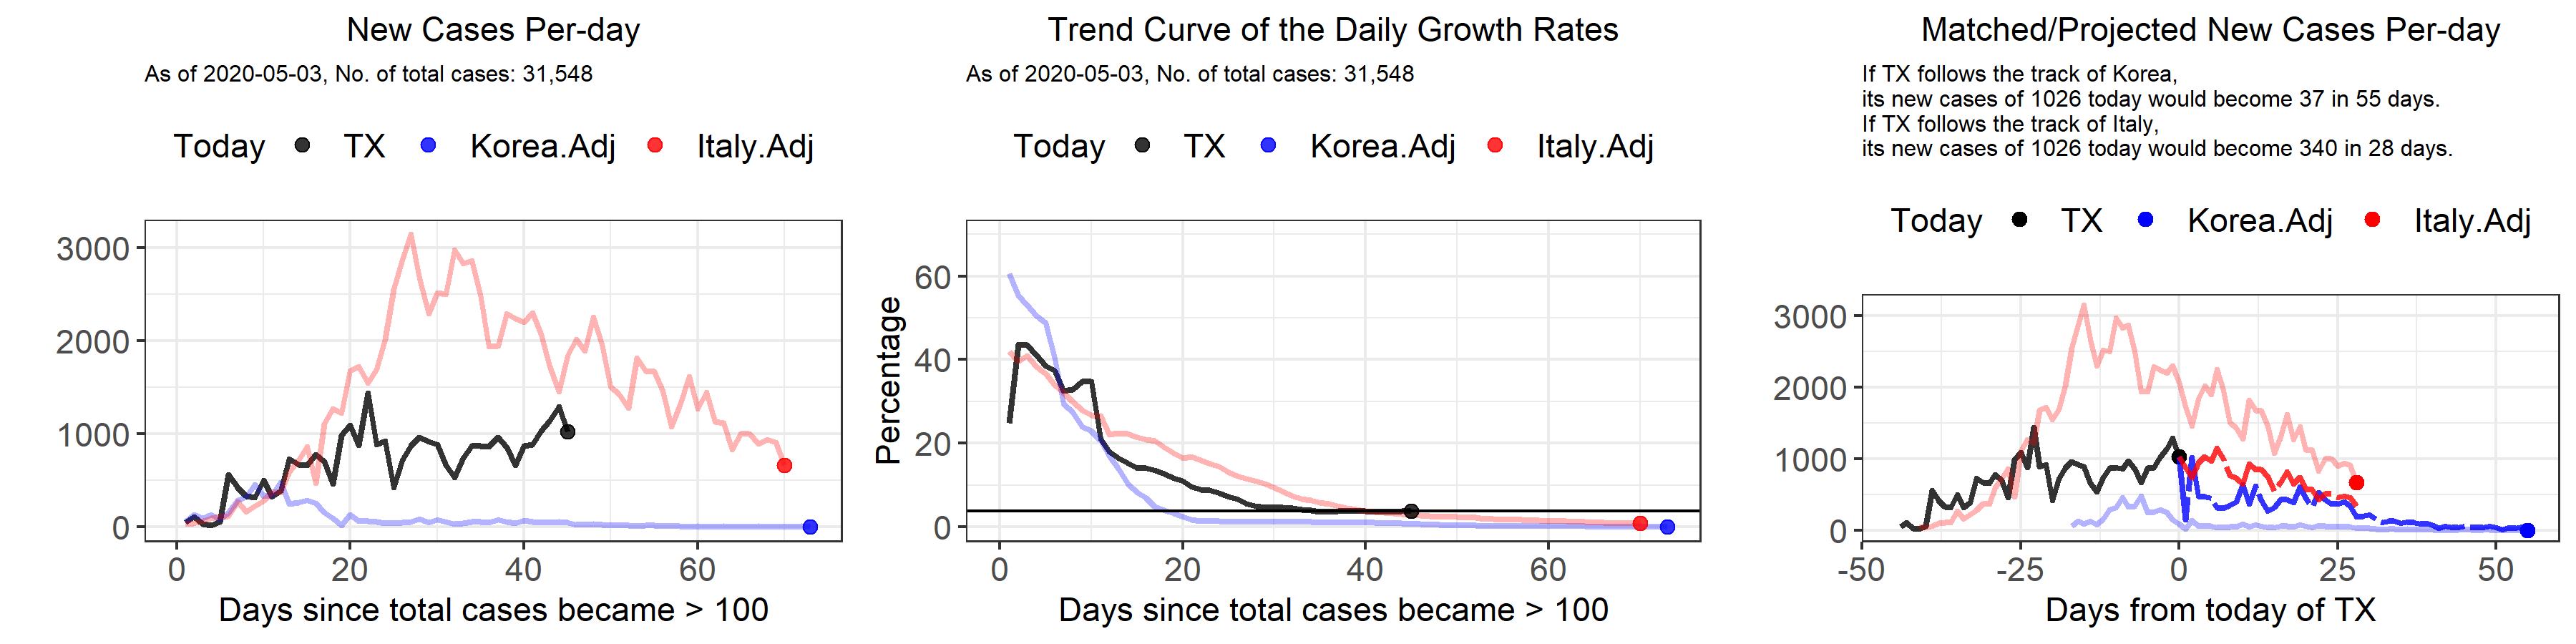 New Cases Per-day
As of 2020-05-03, No. of total cases: 31,548
Today TX Korea.Adj Italy.Adj
3000
2000
1000
0
0 20 40 60
Days since total cases became > 100
Trend Curve of the Daily Growth Rates
As of 2020-05-03, No. of total cases: 31,548
Today TX Korea.Adj Italy.Adj
Percentage
60
40
20
0
0 20 40 60
Days since total cases became > 100
Matched/Projected New Cases Per-day
If TX follows the track of Korea,
its new cases of 1026 today would become 37 in 55 days.
If TX follows the track of Italy,
its new cases of 1026 today would become 340 in 28 days.
Today TX Korea.Adj Italy.Adj
3000
2000
1000
0
-50 -25 0 25 50
Days from today of TX